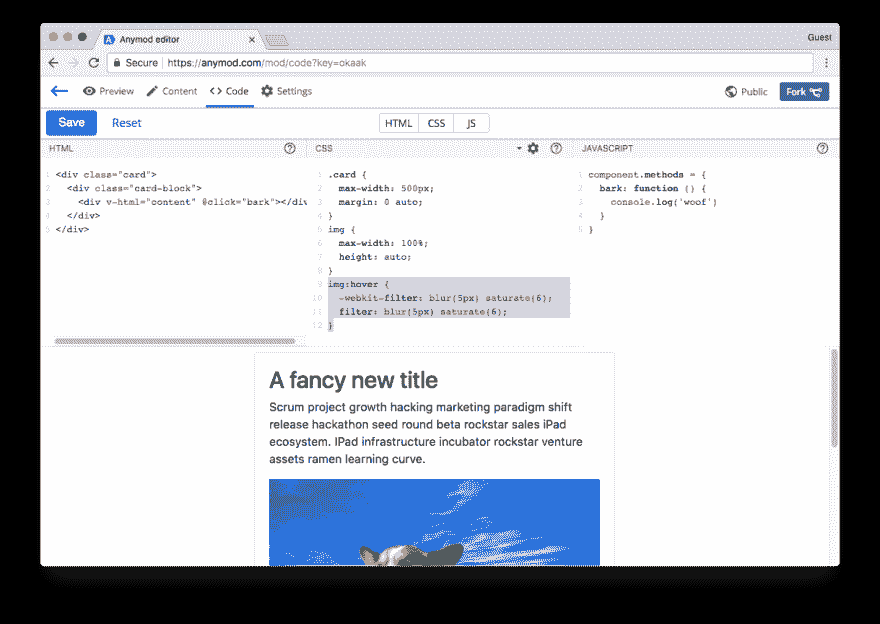 Anymod editor
Guest
Secure https://anymod.com/mod/code?key=okaak
Preview Content <> Code Settings Public Fork
Save Reset HTML CSS JS
HTML
1 <div class="card">
2 <div class="card-block">
3 <div v-html="content" @click="bark"></div
4 </div>
5 </div>
CSS
1 .card {
2 max-width: 500px;
3 margin: 0 auto;
4 }
5 img {
6 max-width: 100%;
7 height: auto;
8 }
9 img:hover {
10 -webkit-filter: blur(5px) saturate(6);
11 filter: blur(5px) saturate(6);
12 }
JAVASCRIPT
1 component.methods = {
2 bark: function () {
3 console.log('woof')
4 }
5 }
A fancy new title
Scrum project growth hacking marketing paradigm shift
release hackathon seed round beta rockstar sales iPad
ecosystem. IPad infrastructure incubator rockstar venture
assets ramen learning curve.